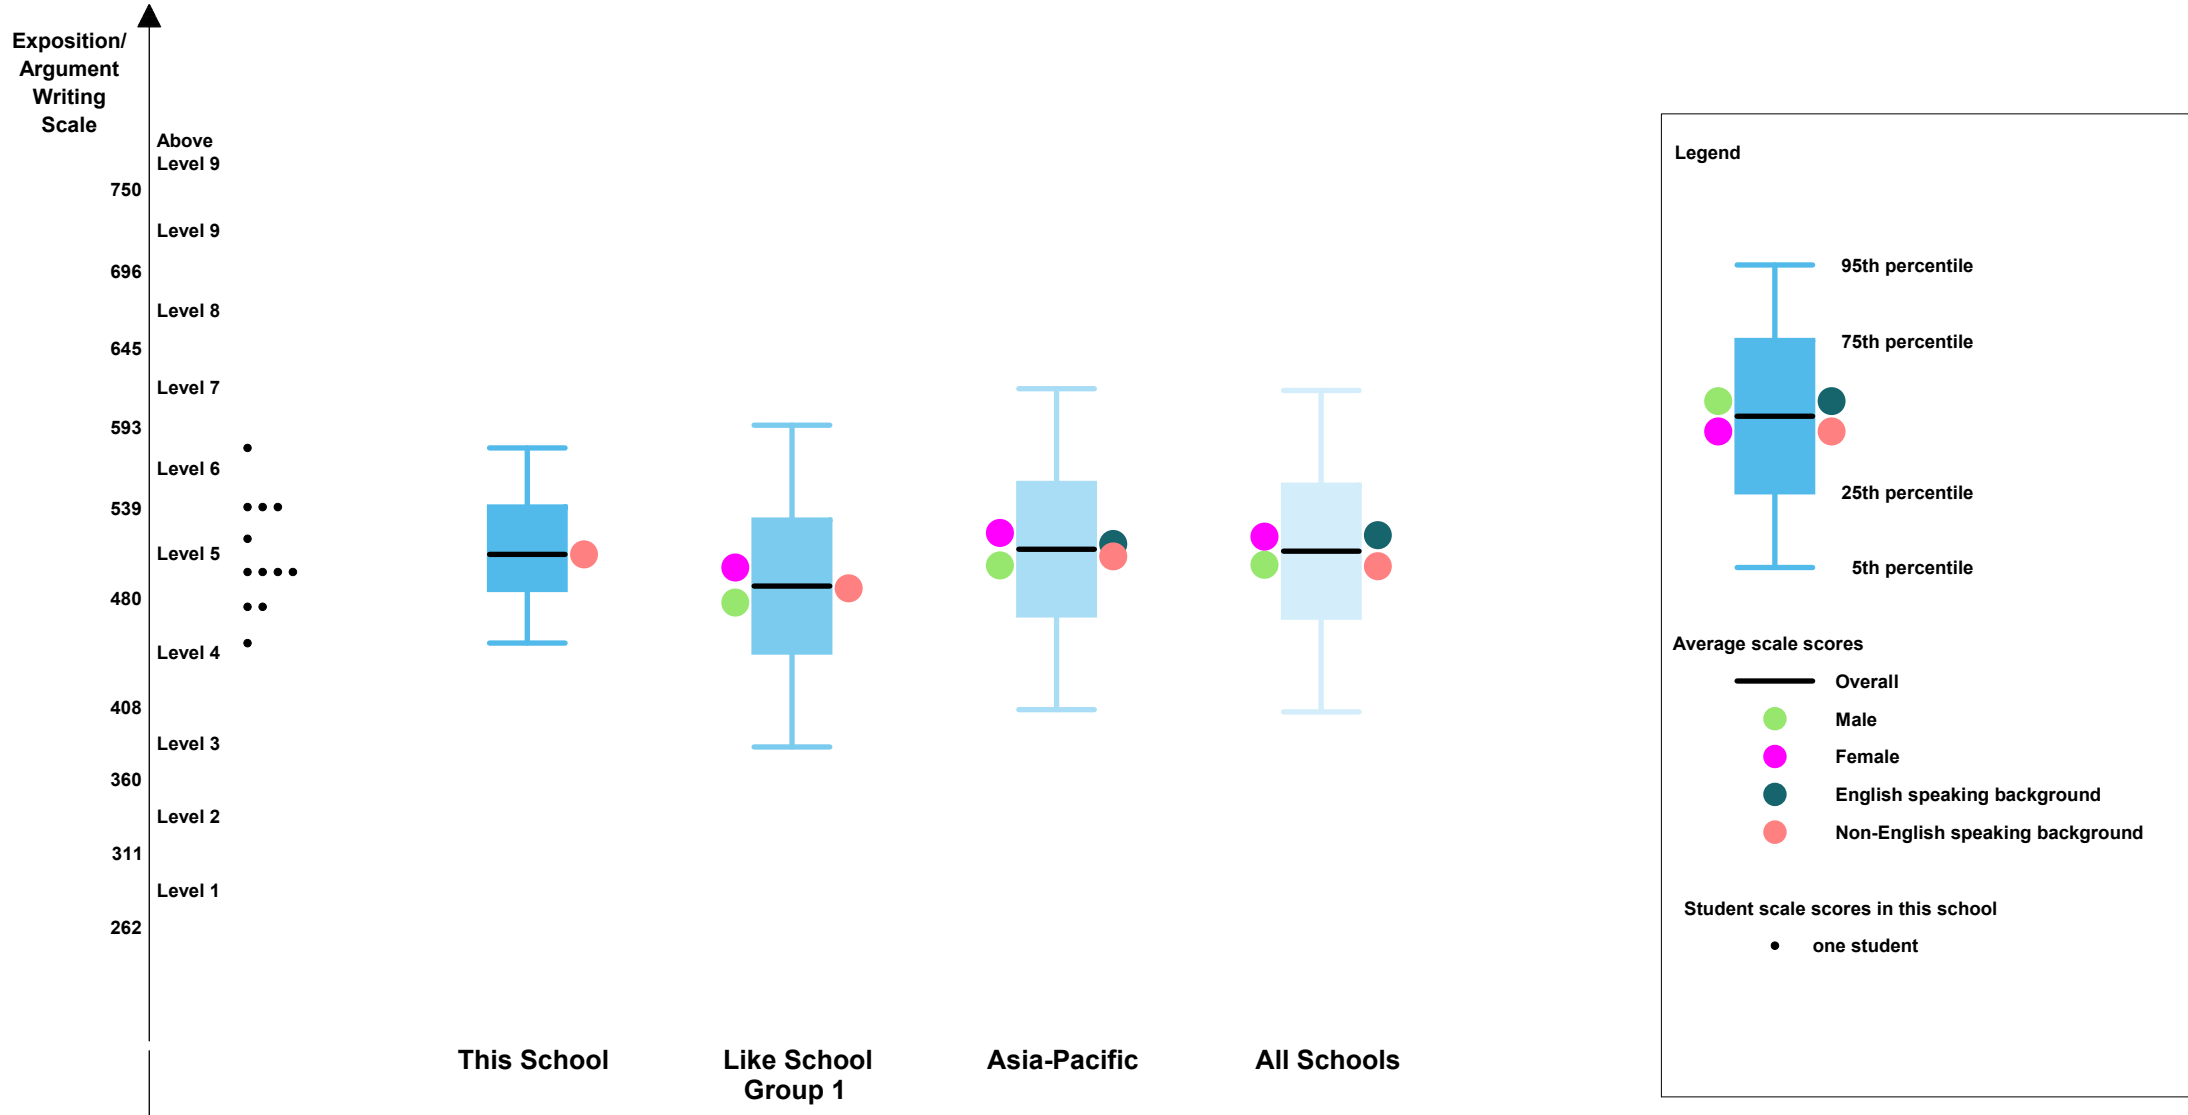 Exposition/
Argument
Writing
Scale
Above
Level 9
750
Level 9
696
Level 8
645
Level 7
593
Level 6
539
Level 5
480
Level 4
408
Level 3
360
Level 2
311
Level 1
262
This School
Like School
Group 1
Asia-Pacific
All Schools
Legend
95th percentile
75th percentile
25th percentile
5th percentile
Average scale scores
Overall
Male
Female
English speaking background
Non-English speaking background
Student scale scores in this school
one student